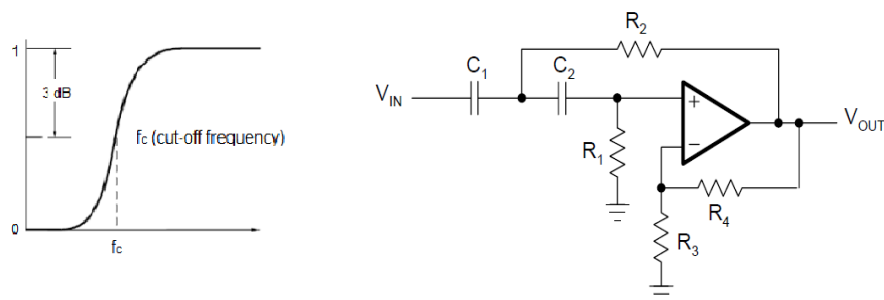 1
3 dB
fc (cut-off frequency)
0
fc
R2
C1
C2
VIN
+
−
VOUT
R1
R4
R3